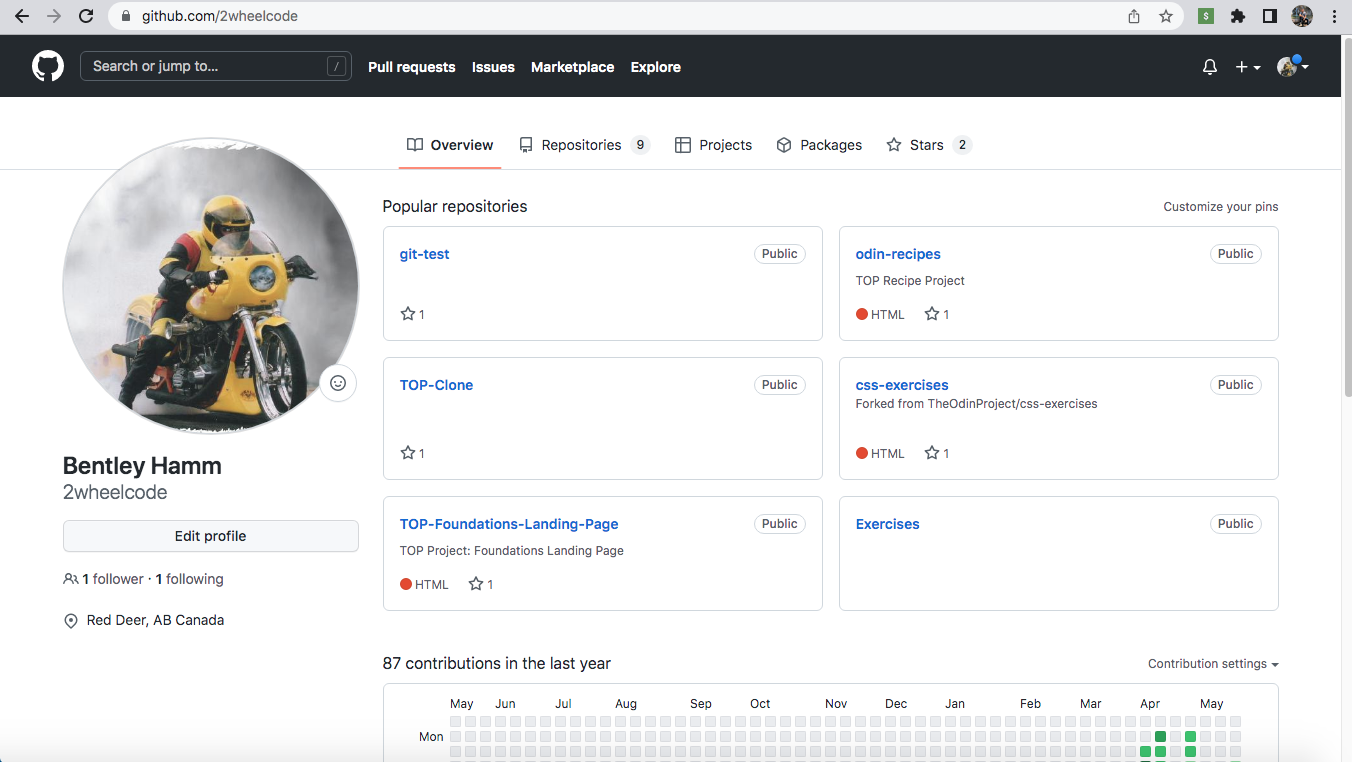 github.com/2wheelcode
$
Search or jump to...
/
Pull requests
Issues
Marketplace
Explore
Overview
Repositories 9
Projects
Packages
Stars 2
Popular repositories
Customize your pins
git-test
Public
1
odin-recipes
Public
TOP Recipe Project
HTML
1
TOP-Clone
Public
1
css-exercises
Public
Forked from TheOdinProject/css-exercises
HTML
1
TOP-Foundations-Landing-Page
Public
TOP Project: Foundations Landing Page
HTML
1
Exercises
Public
Bentley Hamm
2wheelcode
Edit profile
1 follower · 1 following
Red Deer, AB Canada
87 contributions in the last year
Contribution settings
May Jun Jul Aug Sep Oct Nov Dec Jan Feb Mar Apr May
Mon